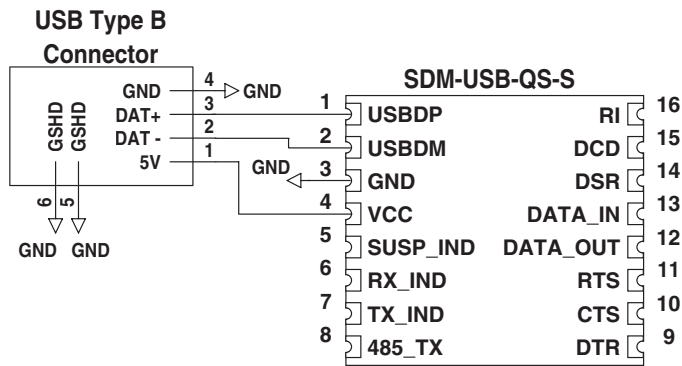 USB Type B
Connector
GND 4 GND
DAT+ 3
DAT - 2
5V 1
GSHD
GSHD
6
5
GND GND
GND
SDM-USB-QS-S
1 USBDP RI 16
2 USBDM DCD 15
3 GND DSR 14
4 VCC DATA_IN 13
5 SUSP_IND DATA_OUT 12
6 RX_IND RTS 11
7 TX_IND CTS 10
8 485_TX DTR 9